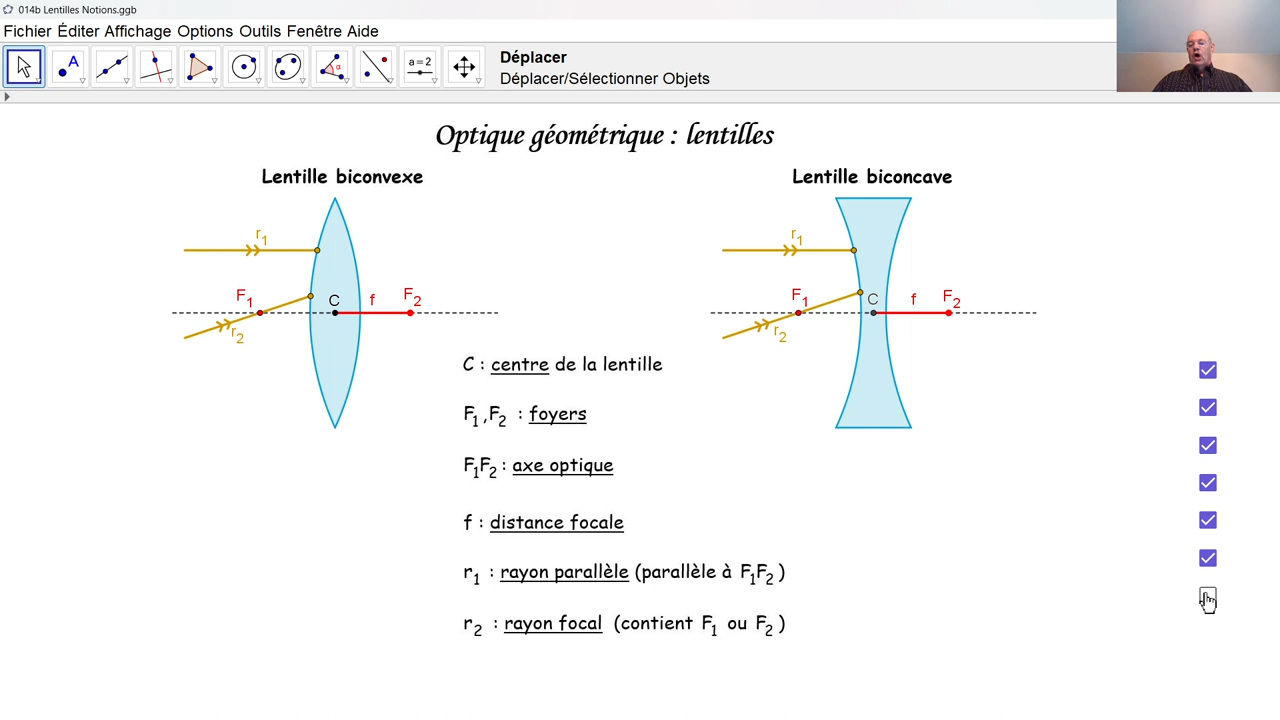 014b Lentilles Notions.ggb
Fichier Éditer Affichage Options Outils Fenêtre Aide
A
α
a=2
Déplacer
Déplacer/Sélectionner Objets
Optique géométrique : lentilles
Lentille biconvexe
Lentille biconcave
r1
r1
F1
C
f
F2
r2
F1
C
f
F2
r2
C : centre de la lentille
F1 ,F2 : foyers
F1F2 : axe optique
f : distance focale
r1 : rayon parallèle (parallèle à F1F2 )
r2 : rayon focal (contient F1 ou F2 )